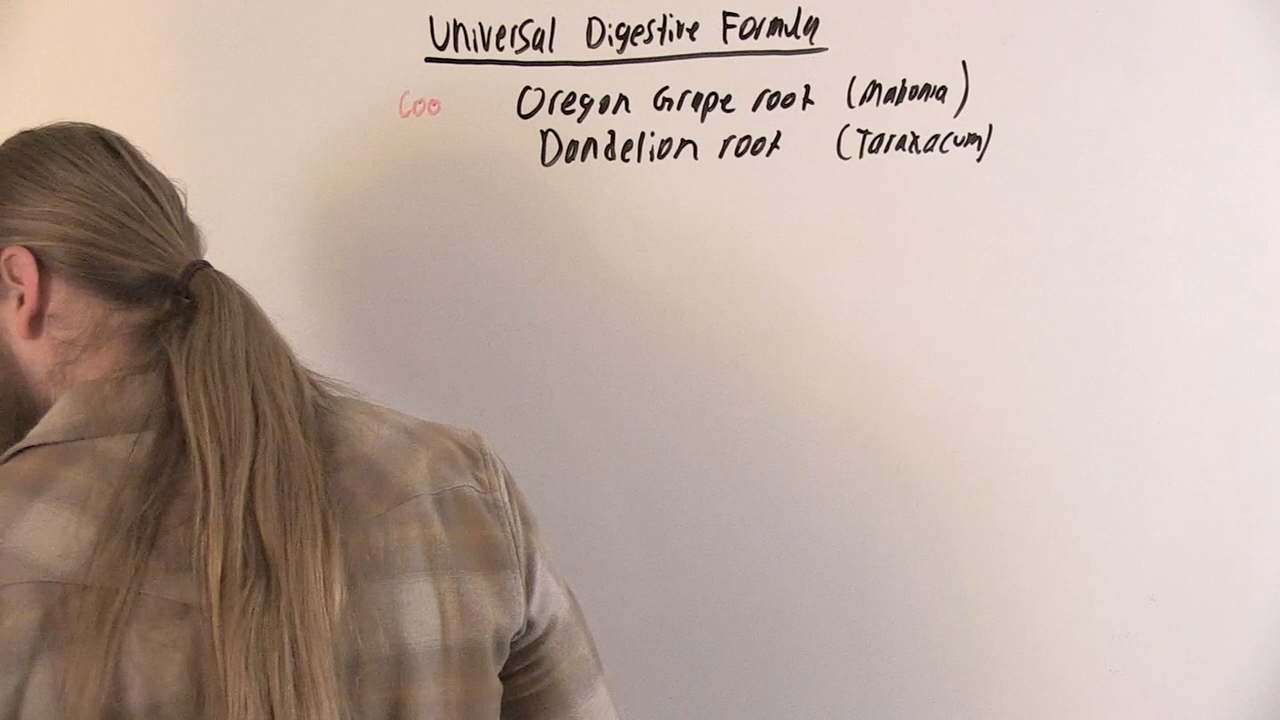 Universal Digestive Formula
Coo Oregon Grape root (Mahonia)
Dandelion root (Taraxacum)